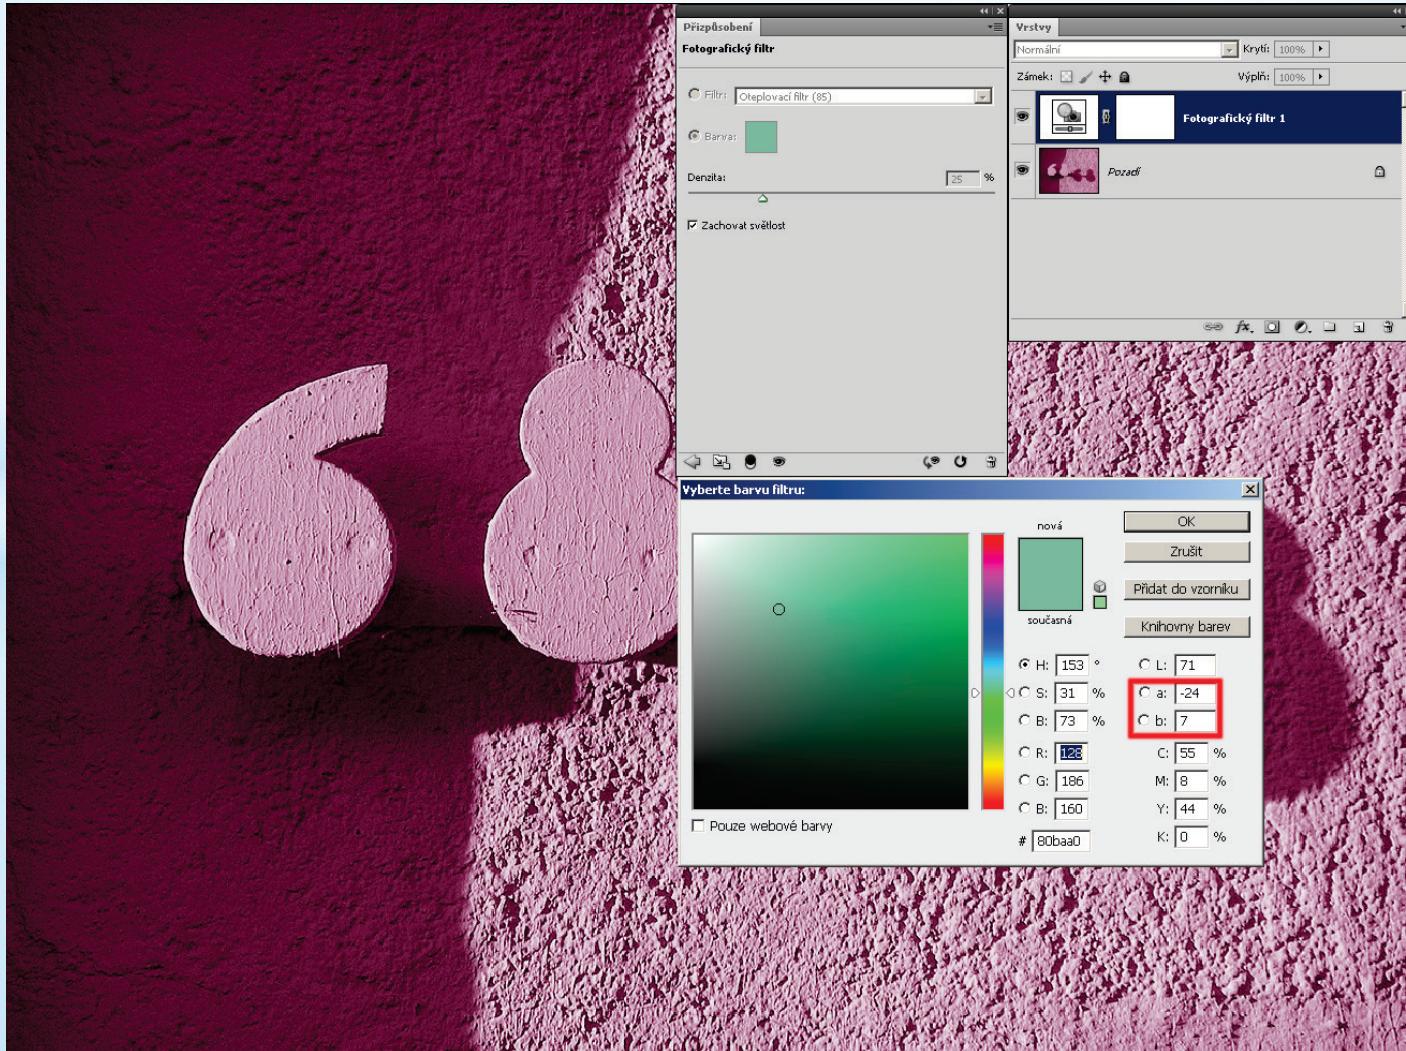 68
Přizpůsobení
Fotografický filtr
Filtr: Oteplovací filtr (85)
Barva:
Denzita: 25 %
Zachovat světlost
Vrstvy
Normální Krytí: 100%
Zámek: Výplň: 100%
Fotografický filtr 1
Pozadí
fx.
Vyberte barvu filtru:
nová
současná
OK
Zrušit
Přidat do vzorníku
Knihovny barev
H: 153 ° L: 71
S: 31 % a: -24
B: 73 % b: 7
R: 128 C: 55 %
G: 186 M: 8 %
B: 160 Y: 44 %
# 80baa0 K: 0 %
Pouze webové barvy